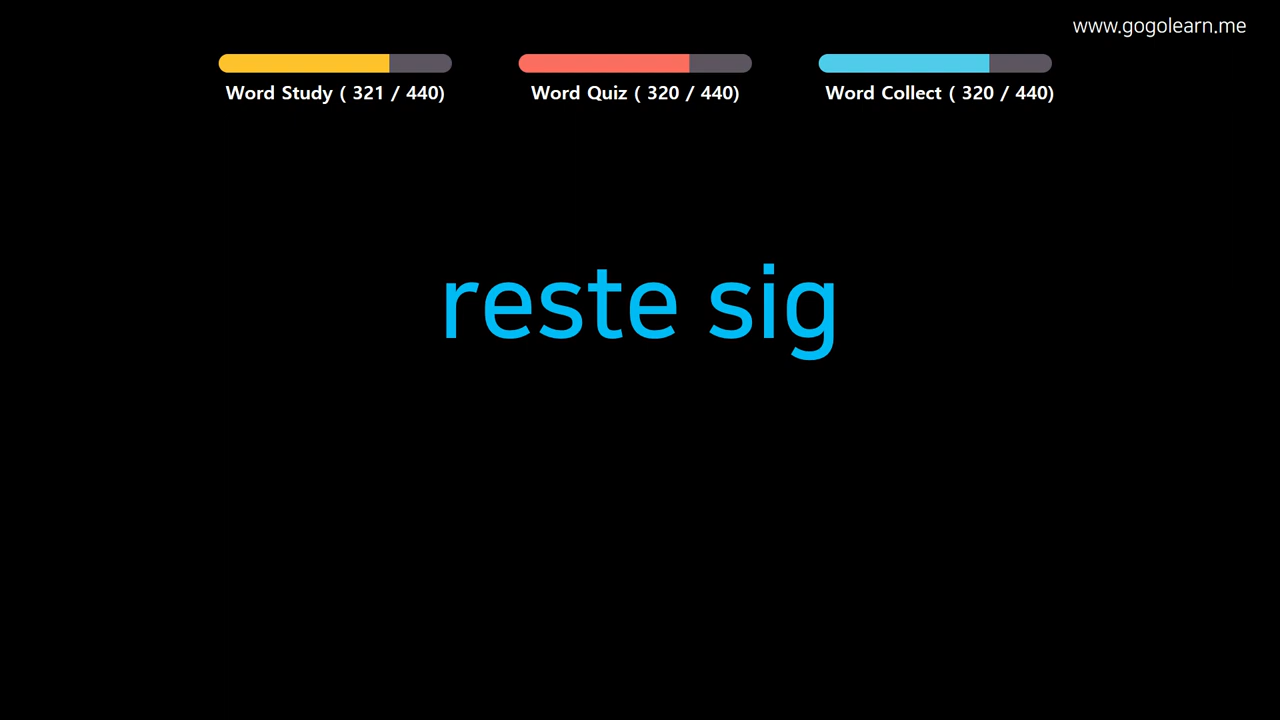 www.gogolearn.me
Word Study ( 321 / 440)
Word Quiz ( 320 / 440)
Word Collect ( 320 / 440)
reste sig